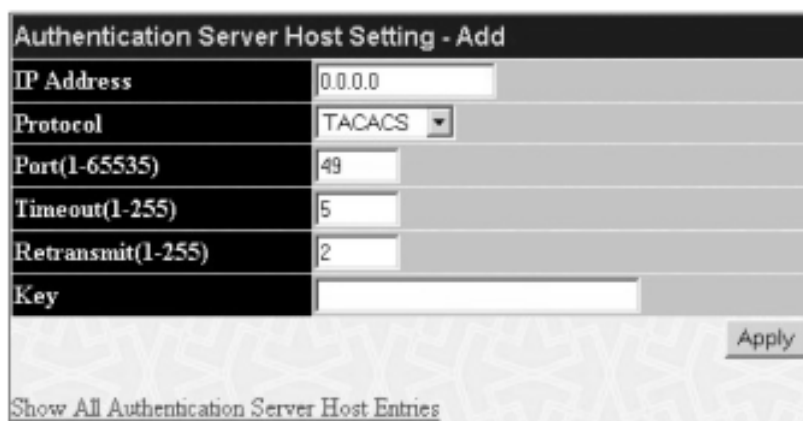 Authentication Server Host Setting - Add
IP Address 0.0.0.0
Protocol TACACS
Port(1-65535) 49
Timeout(1-255) 5
Retransmit(1-255) 2
Key
Apply
Show All Authentication Server Host Entries